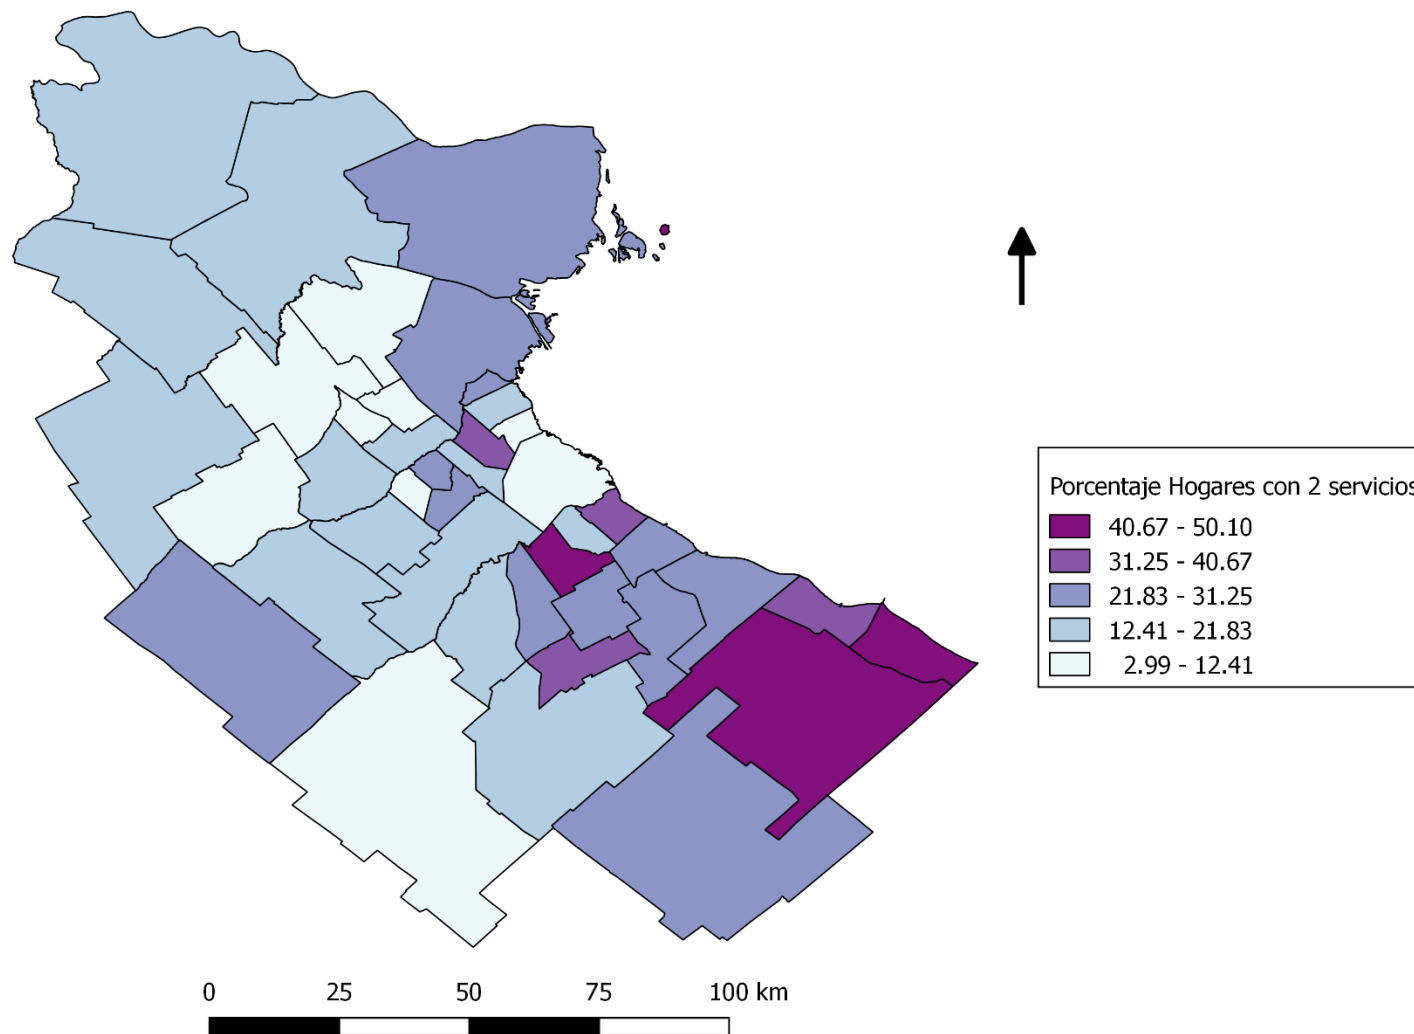 Porcentaje Hogares con 2 servicios
40.67 - 50.10
31.25 - 40.67
21.83 - 31.25
12.41 - 21.83
2.99 - 12.41
0 25 50 75 100 km